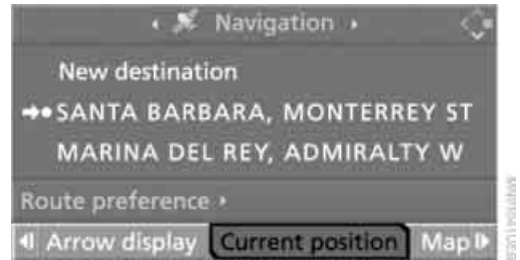 Navigation
New destination
SANTA BARBARA, MONTERREY ST
MARINA DEL REY, ADMIRALTY W
Route preference
Arrow display Current position Map